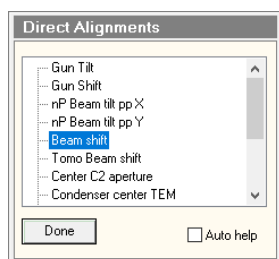 Direct Alignments
Gun Tilt
Gun Shift
nP Beam tilt pp X
nP Beam tilt pp Y
Beam shift
Tomo Beam shift
Center C2 aperture
Condenser center TEM
Done
Auto help